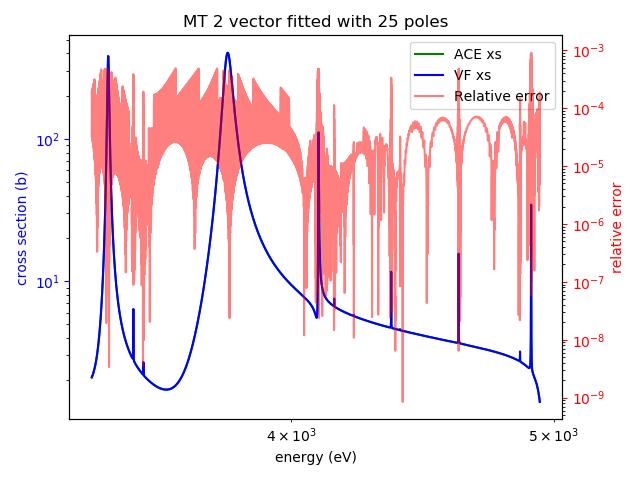 MT 2 vector fitted with 25 poles
ACE xs
VF xs
Relative error
cross section (b)
10²
10¹
10⁻³
10⁻⁴
10⁻⁵
10⁻⁶
10⁻⁷
10⁻⁸
10⁻⁹
relative error
4 × 10³
5 × 10³
energy (eV)